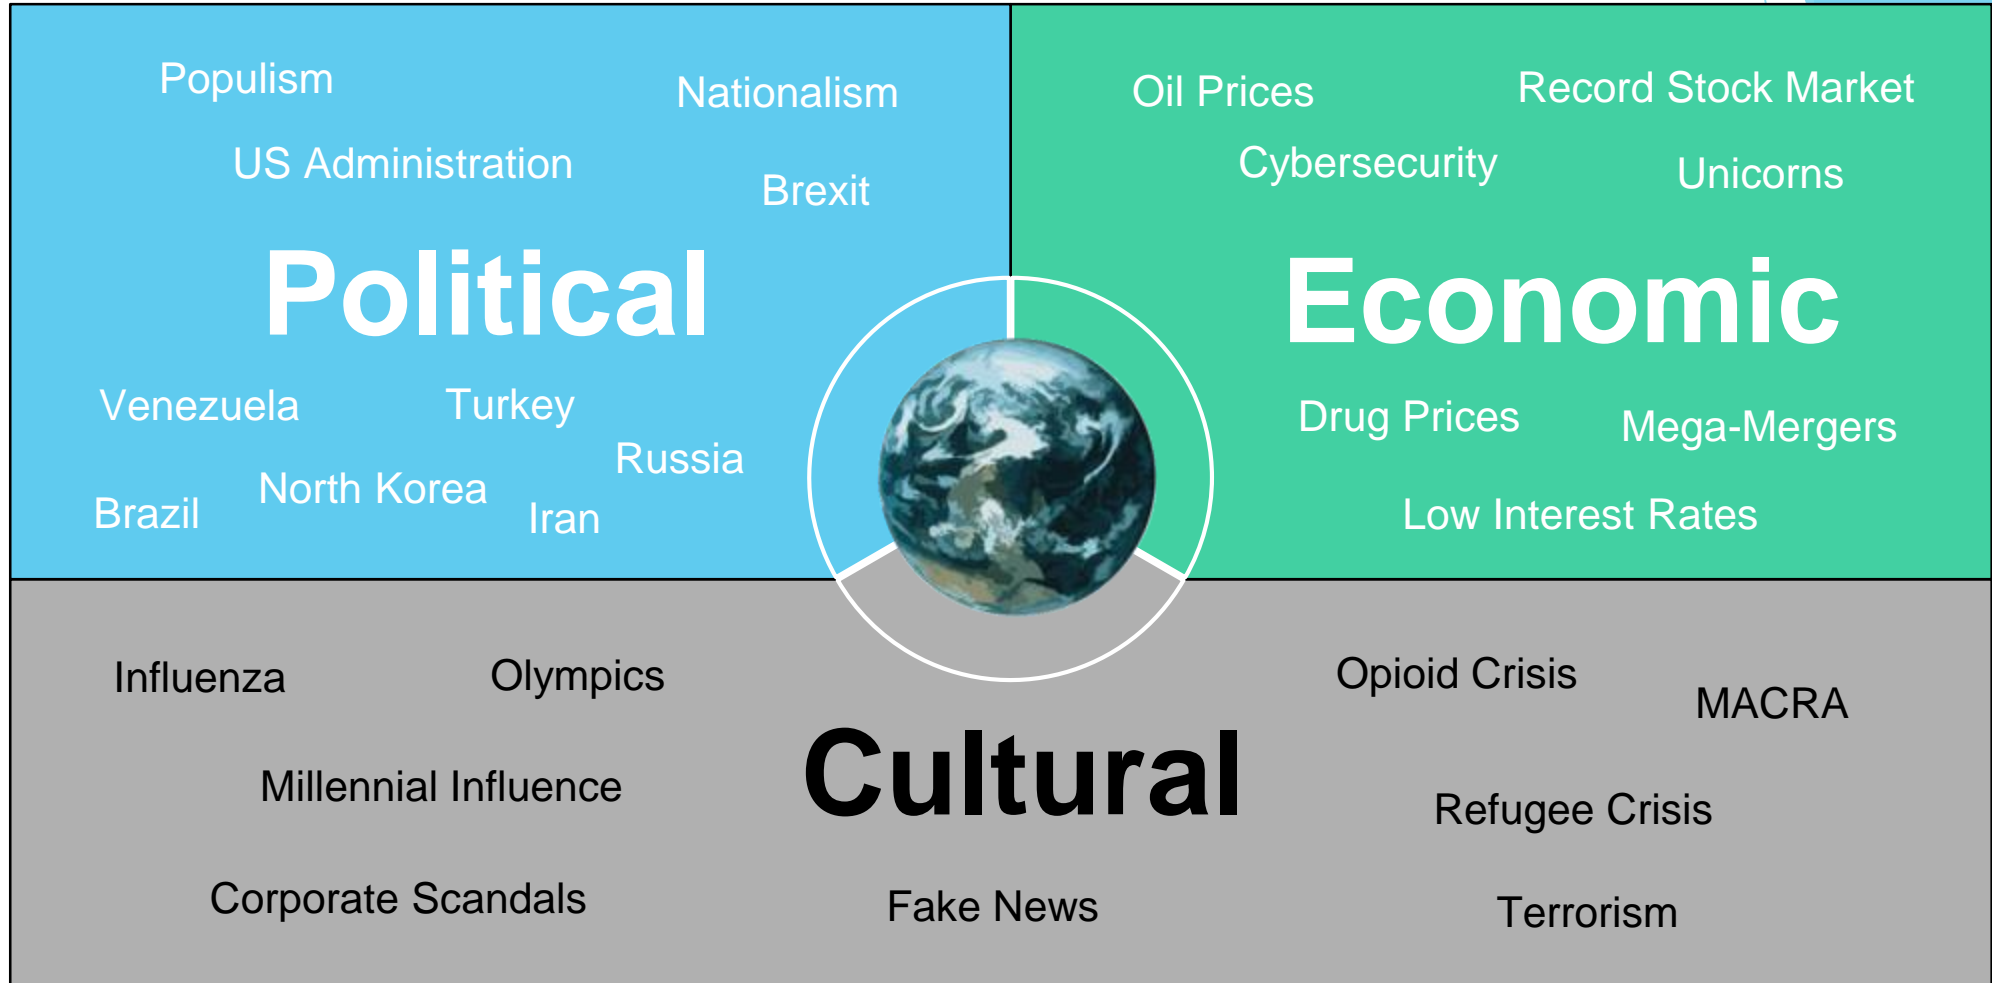 Populism
Nationalism
US Administration
Brexit
Political
Venezuela
Turkey
Russia
North Korea
Brazil
Iran
Oil Prices
Record Stock Market
Cybersecurity
Unicorns
Economic
Drug Prices
Mega-Mergers
Low Interest Rates
Influenza
Olympics
Opioid Crisis
MACRA
Cultural
Millennial Influence
Refugee Crisis
Corporate Scandals
Fake News
Terrorism